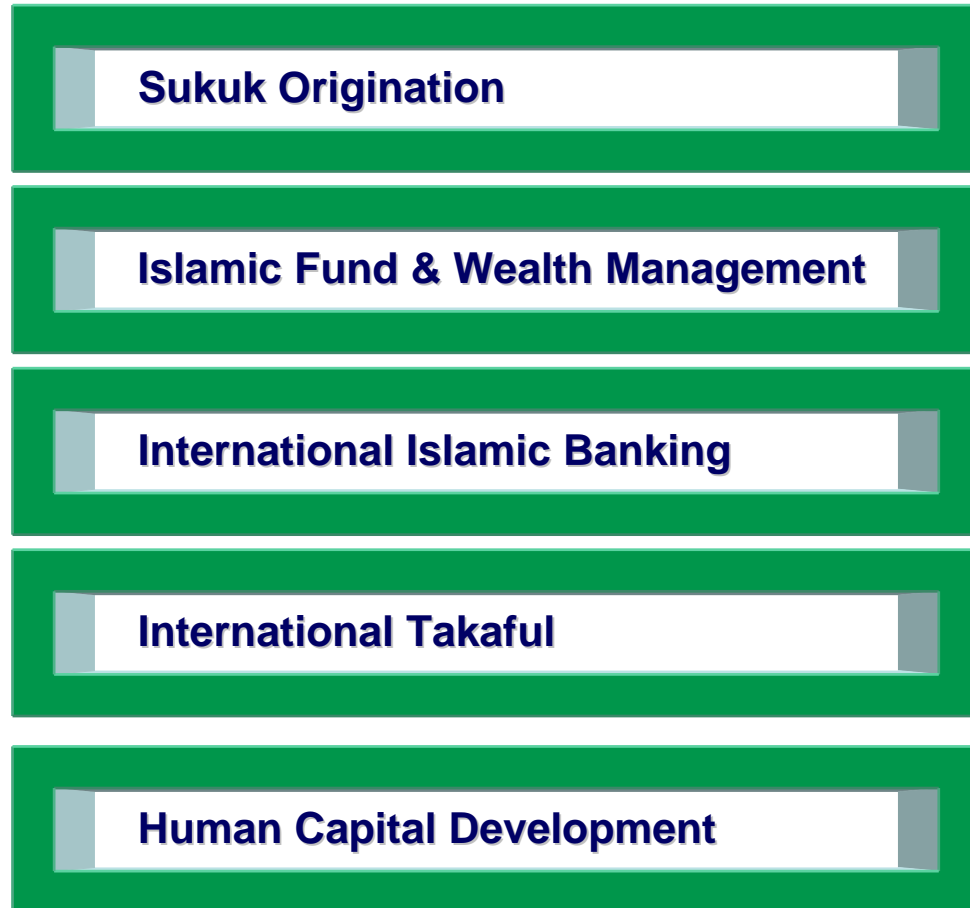 Sukuk Origination
Islamic Fund & Wealth Management
International Islamic Banking
International Takaful
Human Capital Development